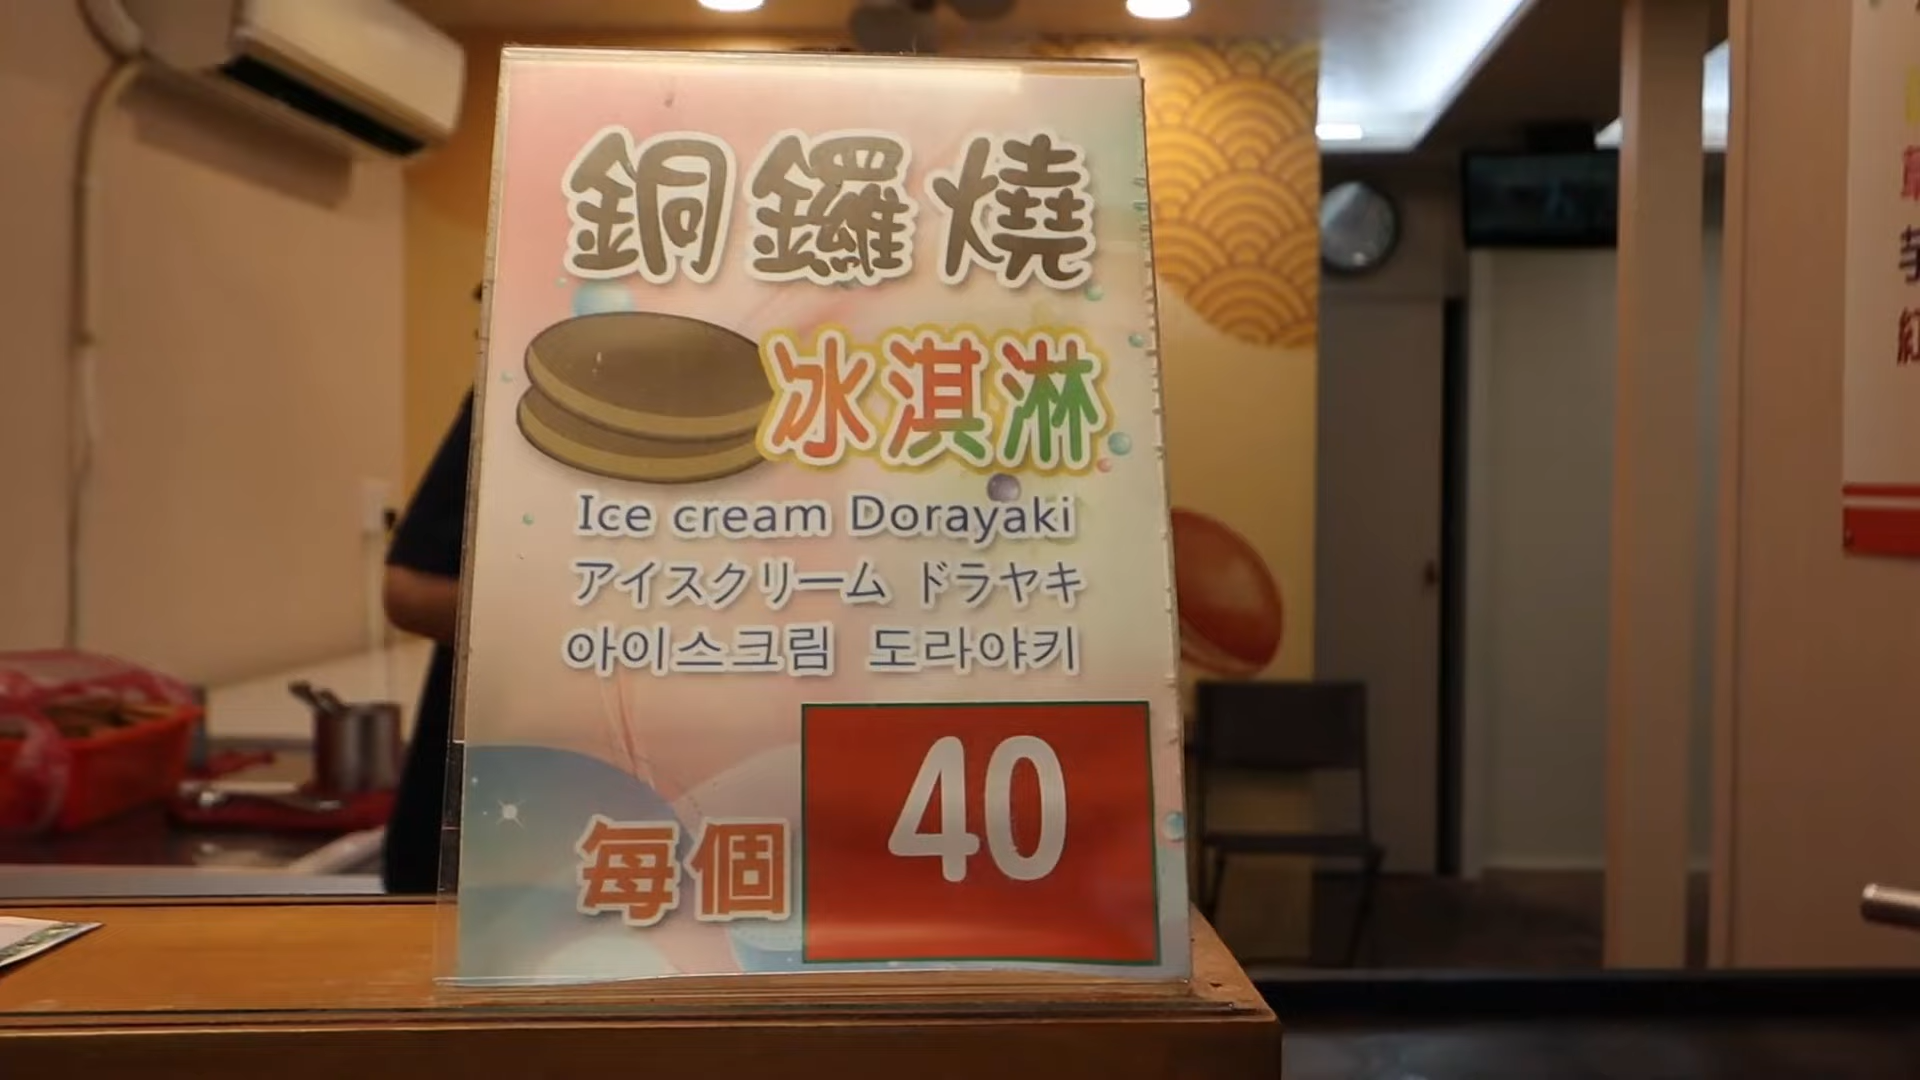 銅鑼燒
冰淇淋
Ice cream Dorayaki
アイスクリーム ドラヤキ
아이스크림 도라야키
每個 40